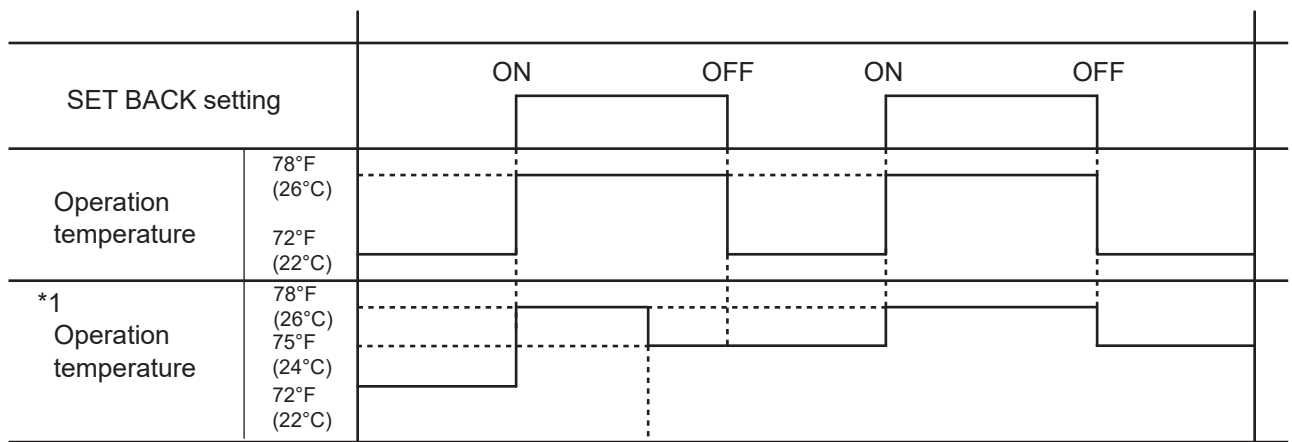 ON OFF ON OFF
SET BACK setting
78°F
(26°C)
Operation
temperature
72°F
(22°C)
*1
Operation
temperature
78°F
(26°C)
75°F
(24°C)
72°F
(22°C)